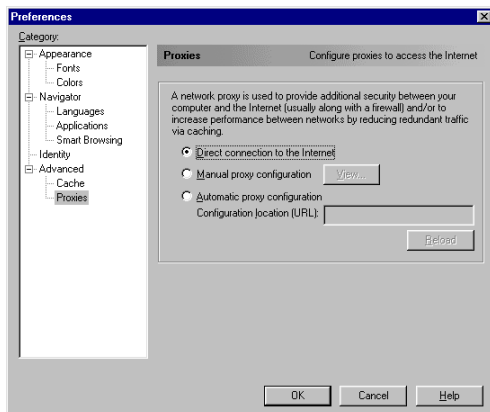 Preferences
Category:
Appearance
Fonts
Colors
Navigator
Languages
Applications
Smart Browsing
Identity
Advanced
Cache
Proxies
Proxies Configure proxies to access the Internet
A network proxy is used to provide additional security between your
computer and the Internet (usually along with a firewall) and/or to
increase performance between networks by reducing redundant traffic
via caching.
Direct connection to the Internet
Manual proxy configuration View...
Automatic proxy configuration
Configuration location (URL):
Reload
OK Cancel Help